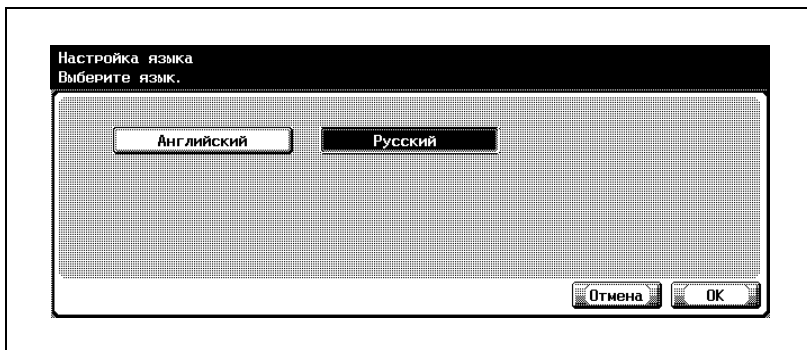 Настройка языка
Выберите язык.
Английский Русский
Отмена OK